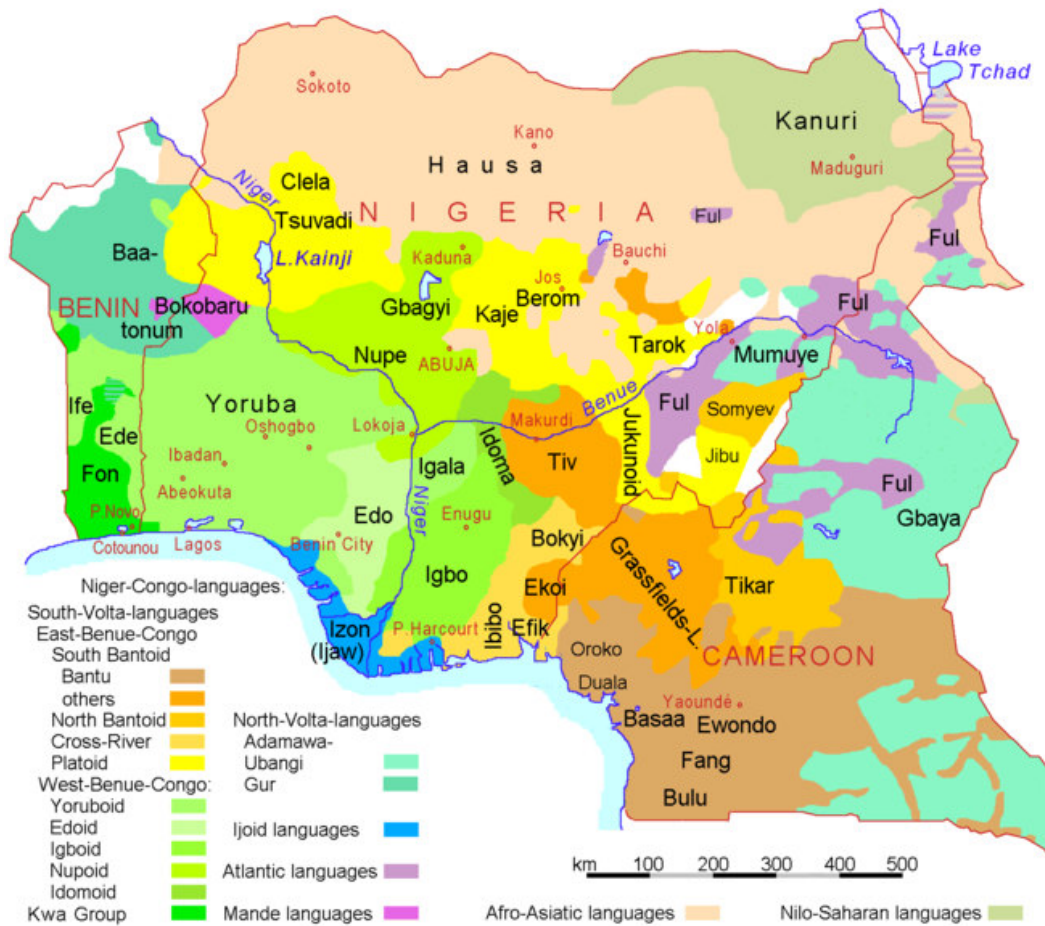 Lake
Tchad
Sokoto
Kanuri
Kano
Hausa
Maduguri
Niger
Clela
Tsuvadi
NIGERIA
Ful
Ful
L.Kainji
Kaduna
Bauchi
Baa-
Jos
BENIN
Bokobaru
Gbagyi
Berom
Kaje
Ful
tonum
Yola
Tarok
Mumuye
Nupe
ABUJA
Benue
Ife
Yoruba
Ful
Somyev
Makurdi
Oshogbo
Lokoja
Idoma
Jukunoid
Ede
Jibu
Ibadan
Igala
Tiv
Fon
Abeokuta
Ful
P.Novo
Edo
Niger
Enugu
Gbaya
Cotounou
Lagos
Benin City
Bokyi
Igbo
Ekoi
Grassfields-L.
Tikar
Izon
(Ijaw)
P.Harcourt
Ibibo
Efik
Oroko
CAMEROON
Duala
Yaoundé
Basaa
Ewondo
Fang
Bulu
Niger-Congo-languages:
South-Volta-languages
East-Benue-Congo
South Bantoid
Bantu
others
North Bantoid
Cross-River
Platoid
West-Benue-Congo:
Yoruboid
Edoid
Igboid
Nupoid
Idomoid
Kwa Group
North-Volta-languages
Adamawa-
Ubangi
Gur
Ijoid languages
Atlantic languages
Mande languages
km 100 200 300 400 500
Afro-Asiatic languages
Nilo-Saharan languages